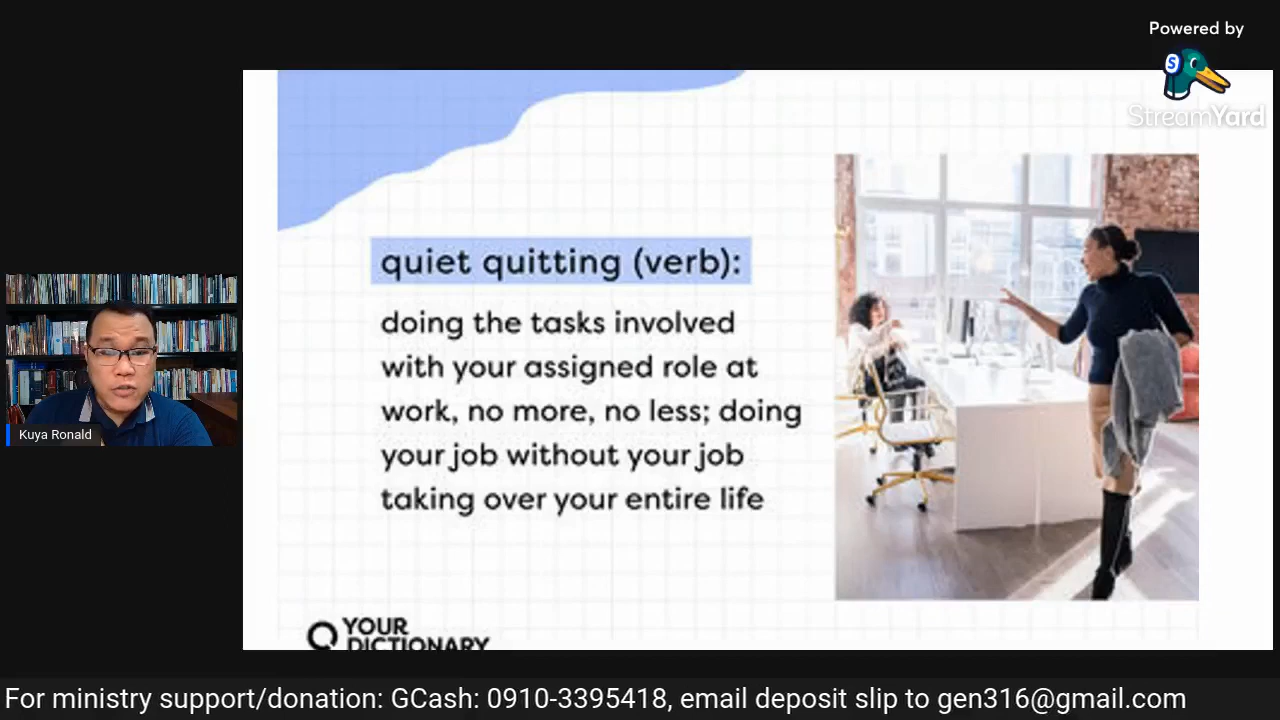 Powered by
S
StreamYard
quiet quitting (verb):
doing the tasks involved
with your assigned role at
work, no more, no less; doing
your job without your job
taking over your entire life
YOUR
DICTIONARY
Kuya Ronald
For ministry support/donation: GCash: 0910-3395418, email deposit slip to gen316@gmail.com